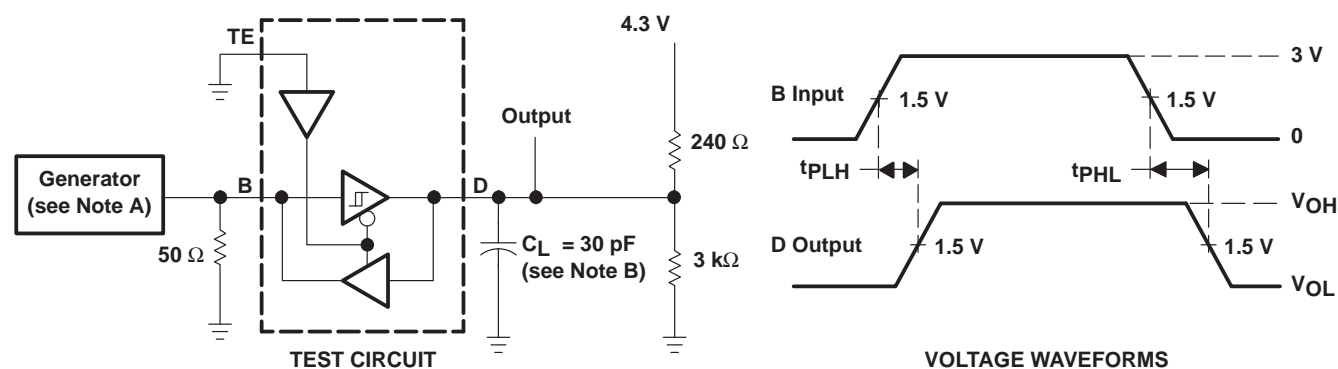 TE
4.3 V
Output
240 Ω
Generator
(see Note A)
B
D
50 Ω
CL = 30 pF
(see Note B)
3 kΩ
TEST CIRCUIT
3 V
B Input
1.5 V
1.5 V
0
tPLH
tPHL
VOH
D Output
1.5 V
1.5 V
VOL
VOLTAGE WAVEFORMS